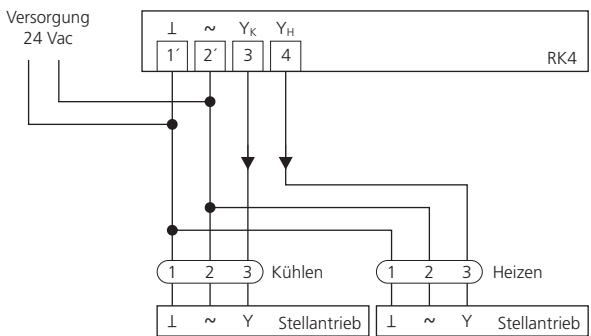 Versorgung
24 Vac
⊥ ~ Y_K Y_H
1´ 2´ 3 4
RK4
1 2 3 Kühlen
1 2 3 Heizen
⊥ ~ Y Stellantrieb
⊥ ~ Y Stellantrieb